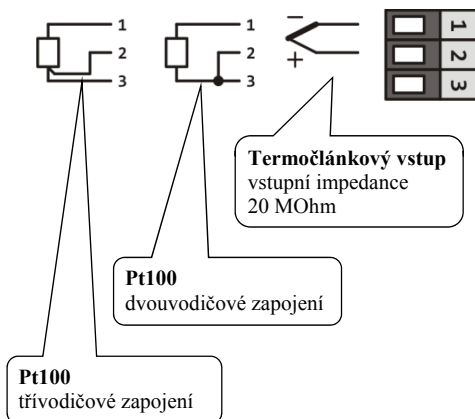 1
2
3
1
2
3
−
+
1
2
3
Termočlánkový vstup
vstupní impedance
20 MOhm
Pt100
dvouvodičové zapojení
Pt100
třívodičové zapojení